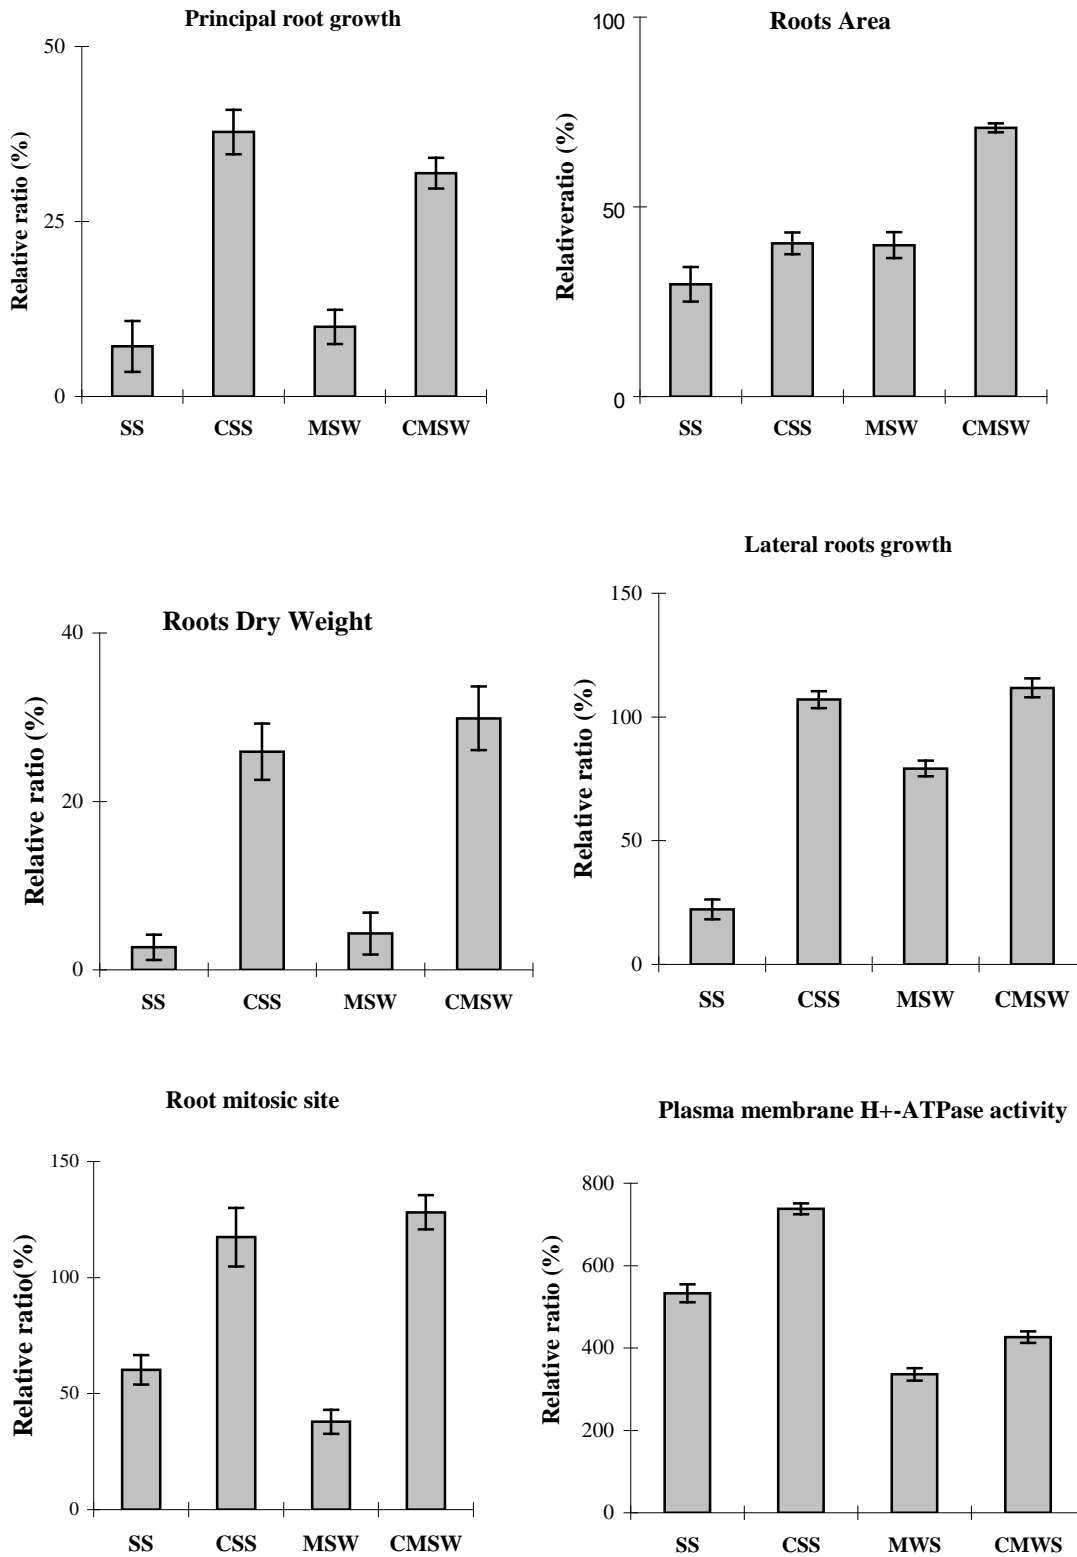 Principal root growth
Relative ratio (%)
50
25
0
SS CSS MSW CMSW
Roots Area
Relativeratio (%)
100
50
0
SS CSS MSW CMSW
Roots Dry Weight
Relative ratio (%)
40
20
0
SS CSS MSW CMSW
Lateral roots growth
Relative ratio (%)
150
100
50
0
SS CSS MSW CMSW
Root mitosic site
Relative ratio(%)
150
100
50
0
SS CSS MSW CMSW
Plasma membrane H+-ATPase activity
Relative ratio (%)
800
600
400
200
0
SS CSS MWS CMWS